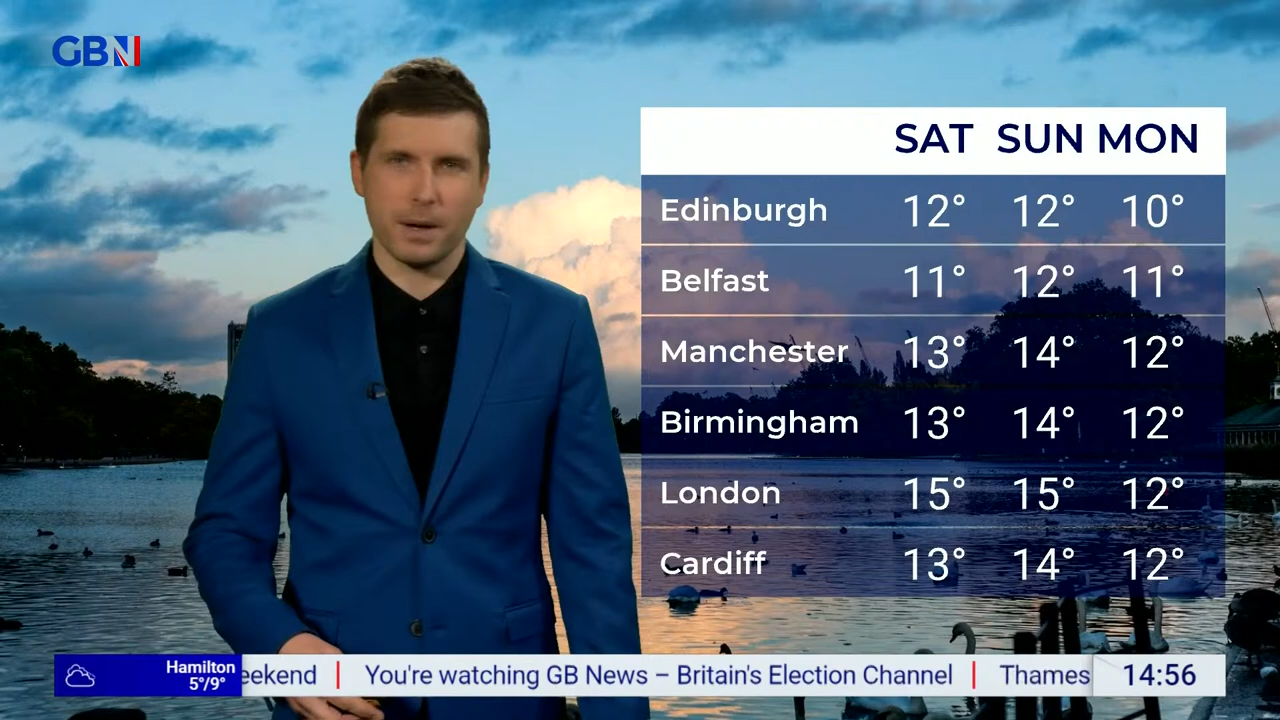 GBN
SAT SUN MON
Edinburgh 12° 12° 10°
Belfast 11° 12° 11°
Manchester 13° 14° 12°
Birmingham 13° 14° 12°
London 15° 15° 12°
Cardiff 13° 14° 12°
Hamilton
5°/9°
eekend | You're watching GB News – Britain's Election Channel | Thames
14:56